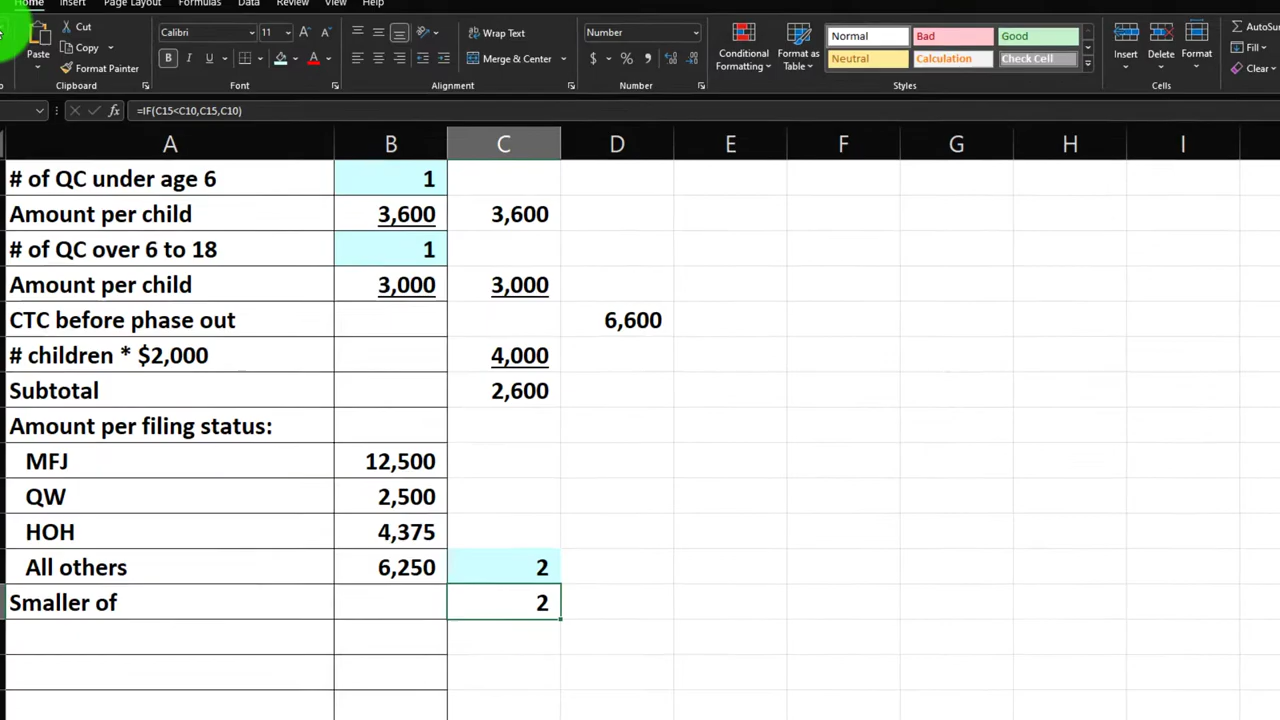 Home Insert Page Layout Formulas Data Review View Help
Cut Calibri 11 Wrap Text Number Normal Bad Good AutoSu
Paste Copy Conditional Formatting Format as Table Insert Delete Format Fill
Format Painter B I U Merge & Center $ % Neutral Calculation Check Cell Clear
Clipboard Font Alignment Number Styles Cells
fx =IF(C15<C10,C15,C10)
A B C D E F G H I
# of QC under age 6 1
Amount per child 3,600 3,600
# of QC over 6 to 18 1
Amount per child 3,000 3,000
CTC before phase out 6,600
# children * $2,000 4,000
Subtotal 2,600
Amount per filing status:
MFJ 12,500
QW 2,500
HOH 4,375
All others 6,250 2
Smaller of 2